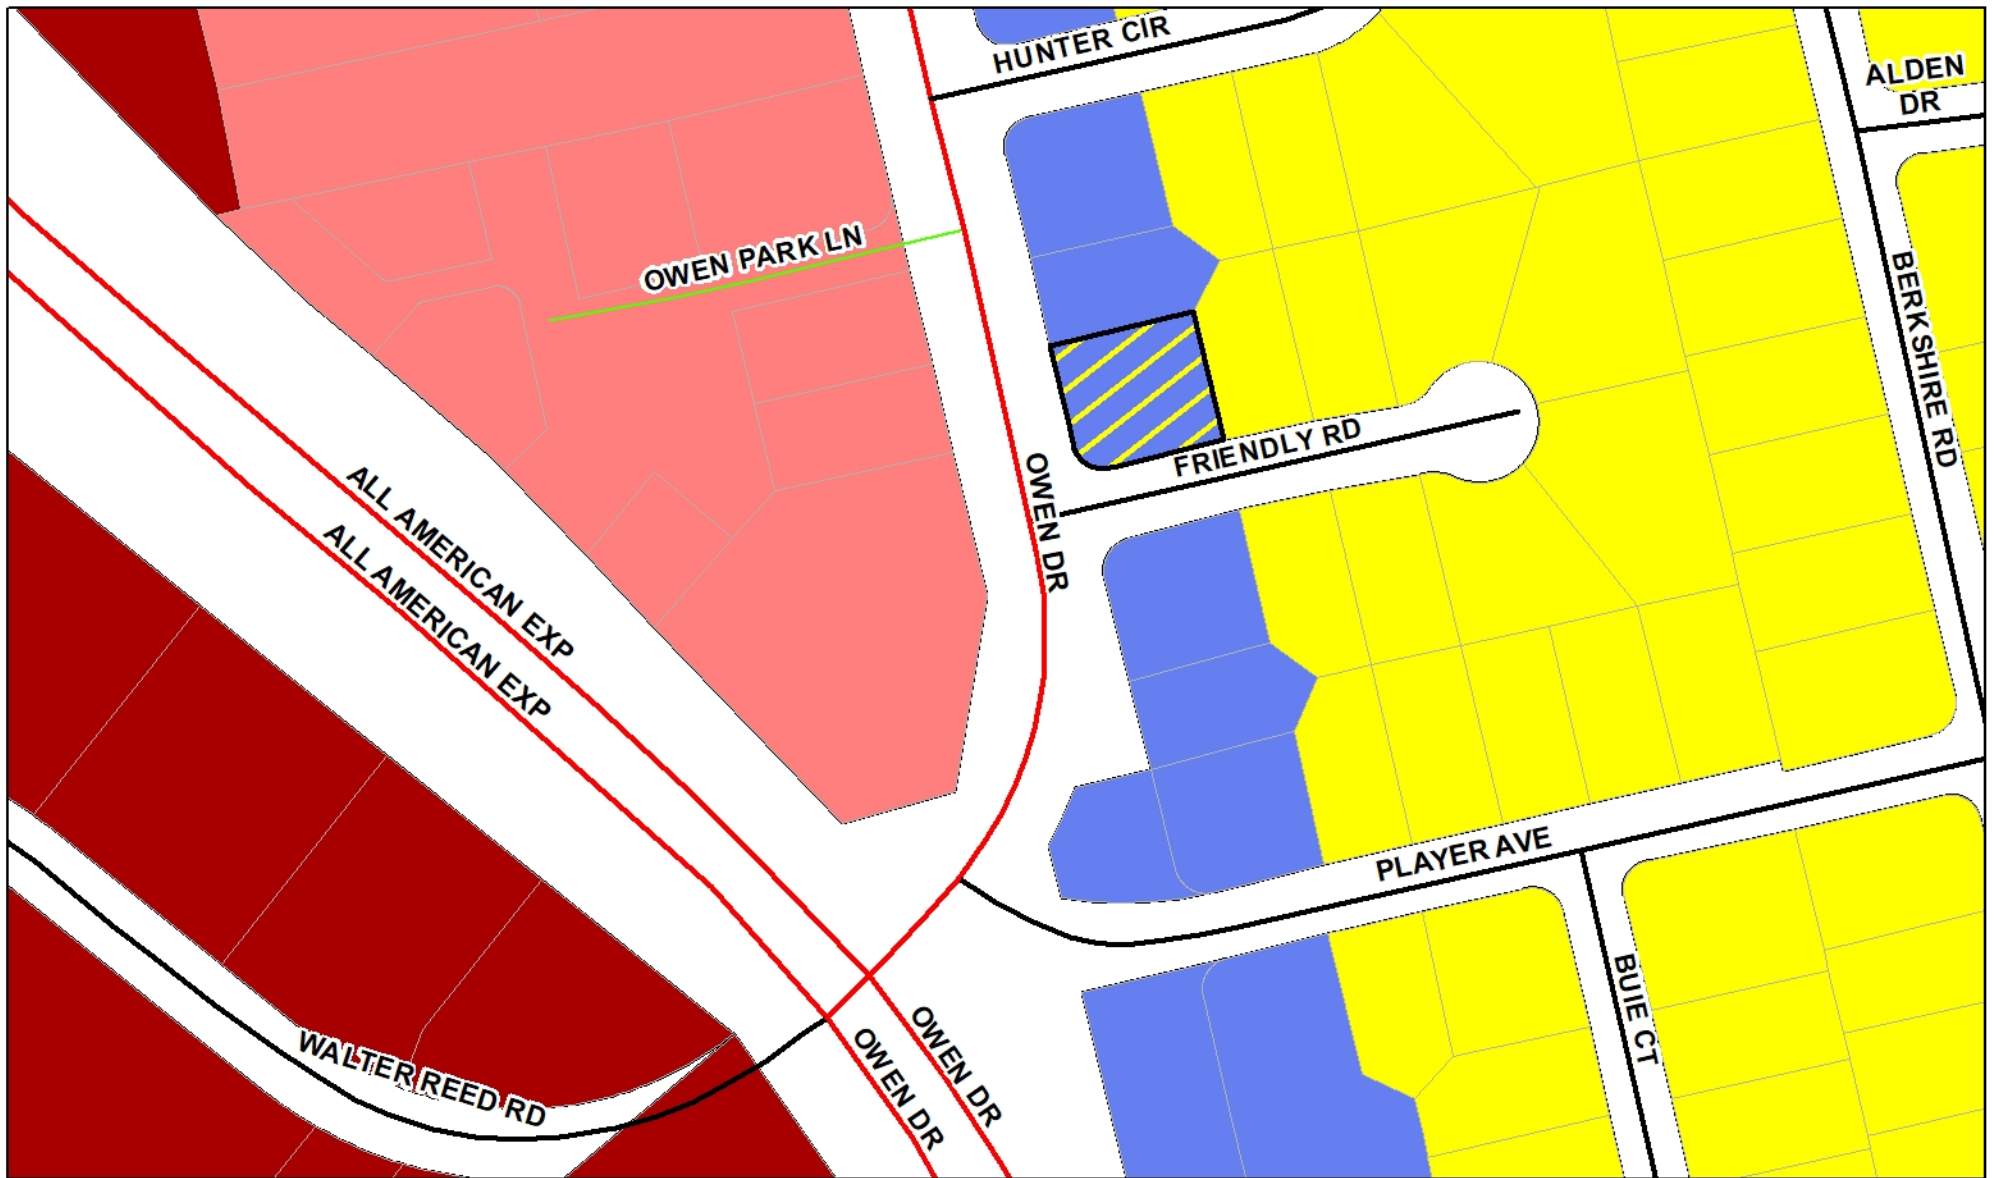 HUNTER CIR
ALDEN
DR
OWEN PARK LN
BERKSHIRE RD
FRIENDLY RD
OWEN DR
ALL AMERICAN EXP
ALL AMERICAN EXP
PLAYER AVE
BUIE CT
WALTER REED RD
OWEN DR
OWEN DR